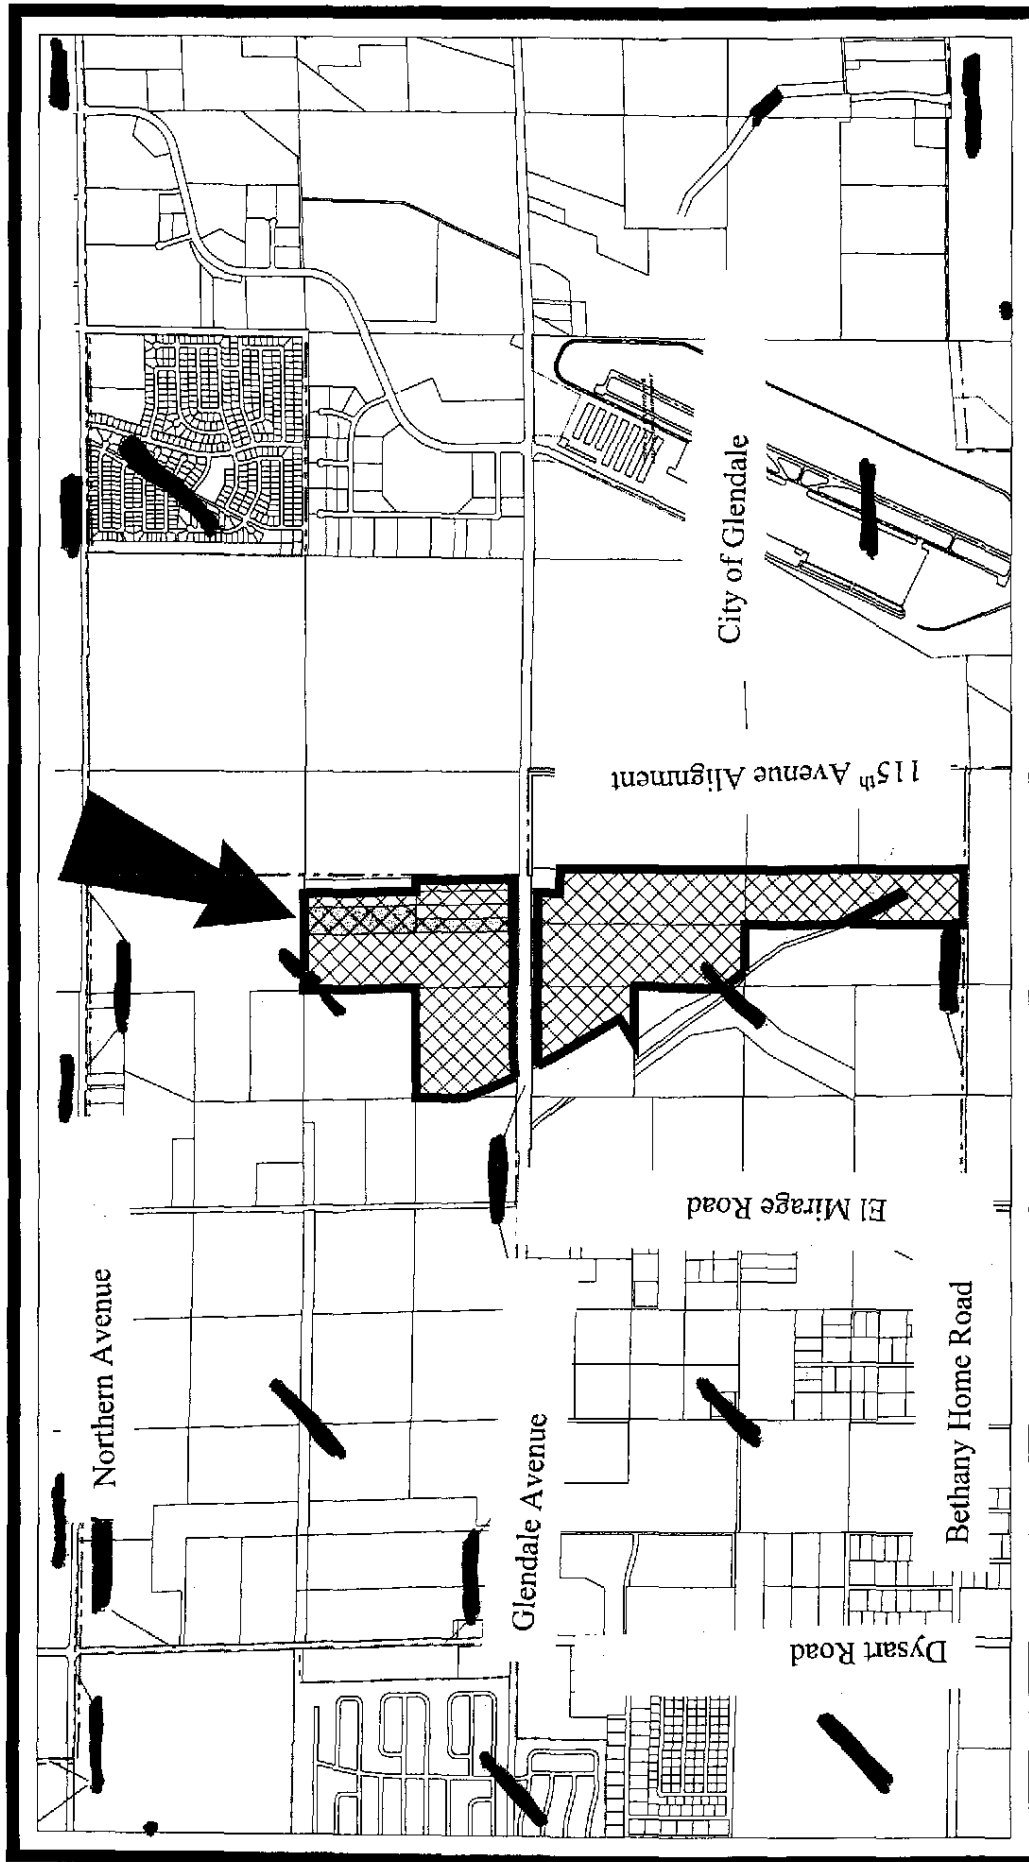 Northern Avenue
Glendale Avenue
Bethany Home Road
Dysart Road
El Mirage Road
115th Avenue Alignment
City of Glendale